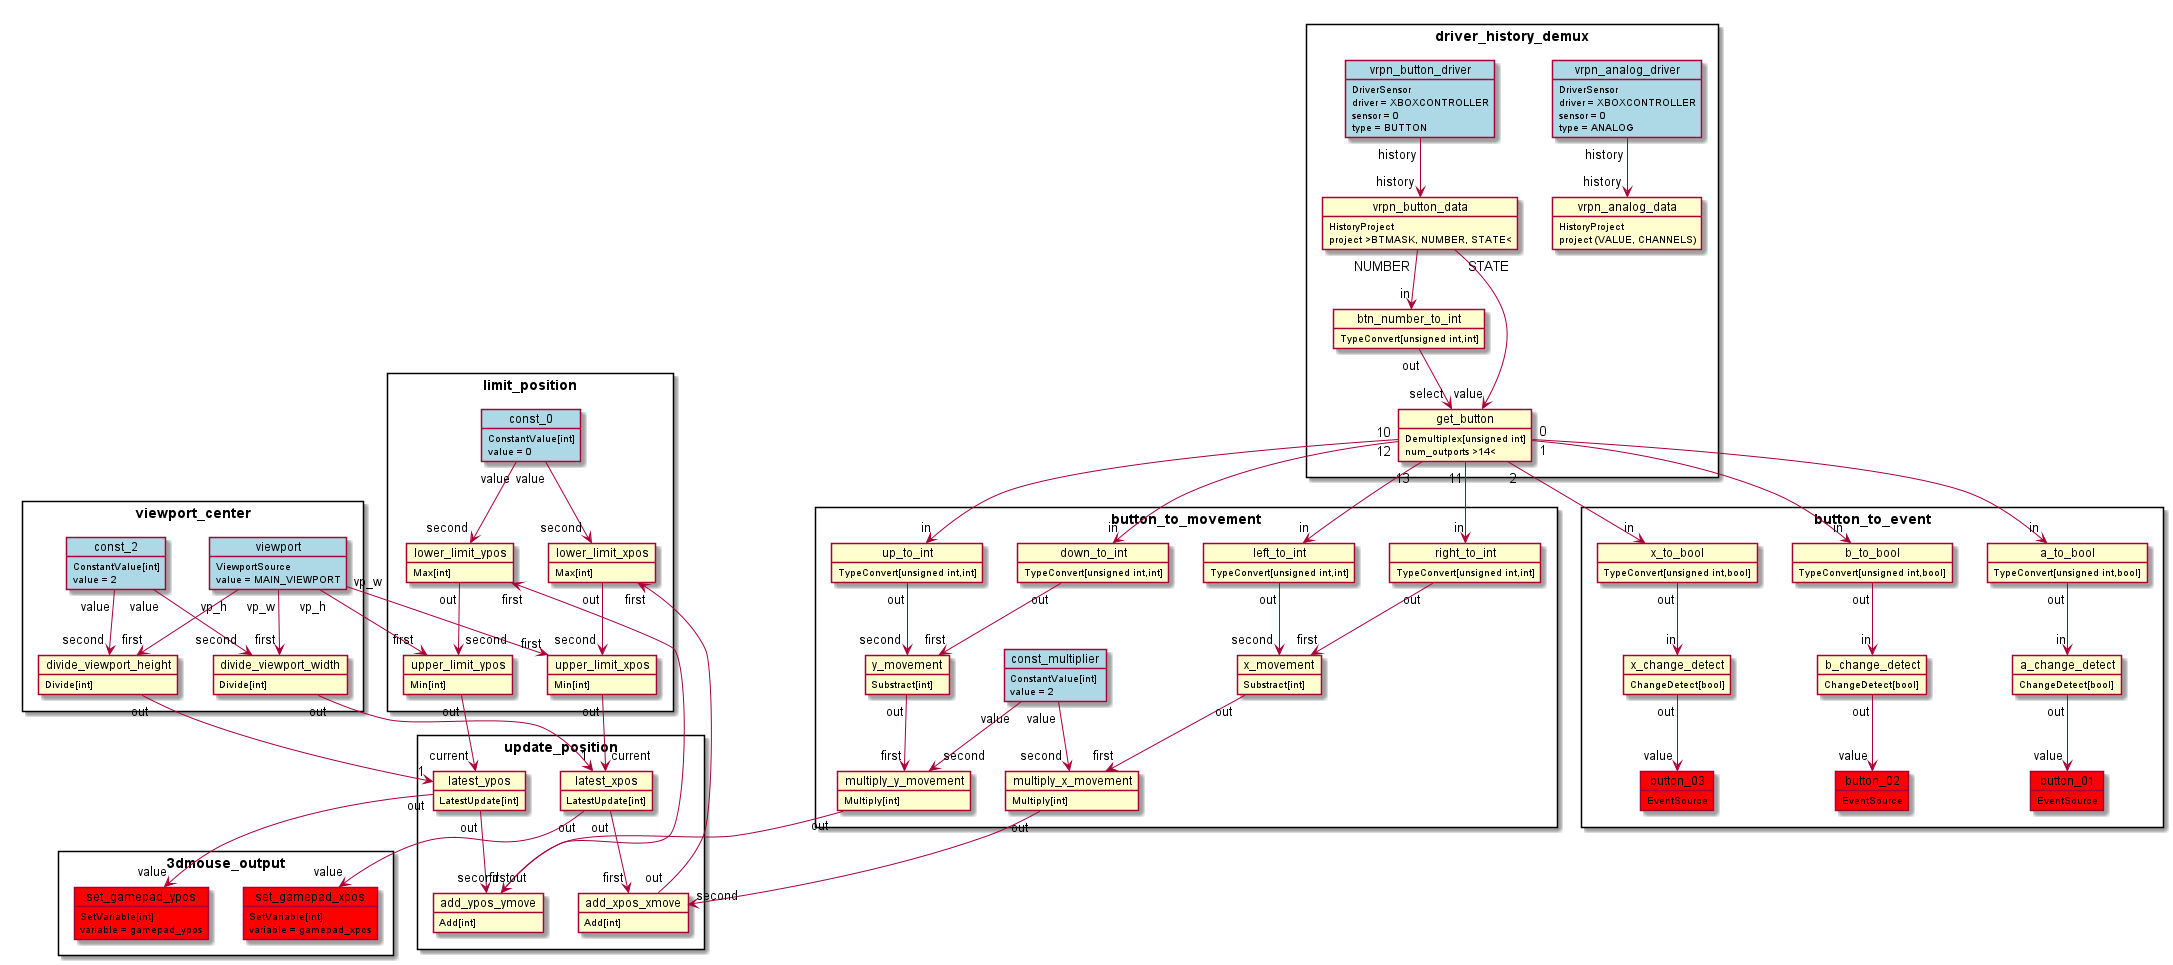 driver_history_demux
vrpn_button_driver
DriverSensor
driver = XBOXCONTROLLER
sensor = 0
type = BUTTON
vrpn_analog_driver
DriverSensor
driver = XBOXCONTROLLER
sensor = 0
type = ANALOG
history
history
history
history
vrpn_button_data
HistoryProject
project >BTMASK, NUMBER, STATE<
vrpn_analog_data
HistoryProject
project (VALUE, CHANNELS)
NUMBER
STATE
in
btn_number_to_int
TypeConvert[unsigned int,int]
out
select
value
get_button
Demultiplex[unsigned int]
num_outports >14<
10
12
13
11
2
0
1
limit_position
const_0
ConstantValue[int]
value = 0
value
value
second
second
lower_limit_ypos
Max[int]
lower_limit_xpos
Max[int]
out
first
out
first
second
first
second
first
upper_limit_ypos
Min[int]
upper_limit_xpos
Min[int]
out
out
viewport_center
const_2
ConstantValue[int]
value = 2
viewport
ViewportSource
value = MAIN_VIEWPORT
value
value
vp_h
vp_w
vp_h
vp_w
second
first
second
first
divide_viewport_height
Divide[int]
divide_viewport_width
Divide[int]
out
out
button_to_movement
in
in
in
in
up_to_int
TypeConvert[unsigned int,int]
down_to_int
TypeConvert[unsigned int,int]
left_to_int
TypeConvert[unsigned int,int]
right_to_int
TypeConvert[unsigned int,int]
out
out
out
out
second
first
second
first
y_movement
Substract[int]
const_multiplier
ConstantValue[int]
value = 2
x_movement
Substract[int]
out
value
value
out
first
second
second
first
multiply_y_movement
Multiply[int]
multiply_x_movement
Multiply[int]
out
out
button_to_event
in
in
in
x_to_bool
TypeConvert[unsigned int,bool]
b_to_bool
TypeConvert[unsigned int,bool]
a_to_bool
TypeConvert[unsigned int,bool]
out
out
out
in
in
in
x_change_detect
ChangeDetect[bool]
b_change_detect
ChangeDetect[bool]
a_change_detect
ChangeDetect[bool]
out
out
out
value
value
value
button_03
EventSource
button_02
EventSource
button_01
EventSource
update_position
current
1
1
current
latest_ypos
LatestUpdate[int]
latest_xpos
LatestUpdate[int]
out
out
out
out
second
first
out
first
out
second
add_ypos_ymove
Add[int]
add_xpos_xmove
Add[int]
3dmouse_output
value
value
set_gamepad_ypos
SetVariable[int]
variable = gamepad_ypos
set_gamepad_xpos
SetVariable[int]
variable = gamepad_xpos